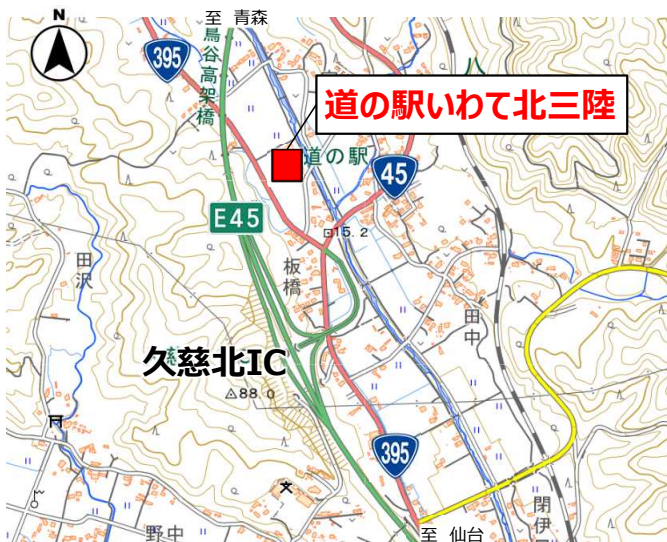 N
至 青森
395
鳥谷高架橋
道の駅いわて北三陸
道の駅
45
E45
15.2
田沢
板橋
田中
久慈北IC
88.0
395
野中
至 仙台
閉伊口